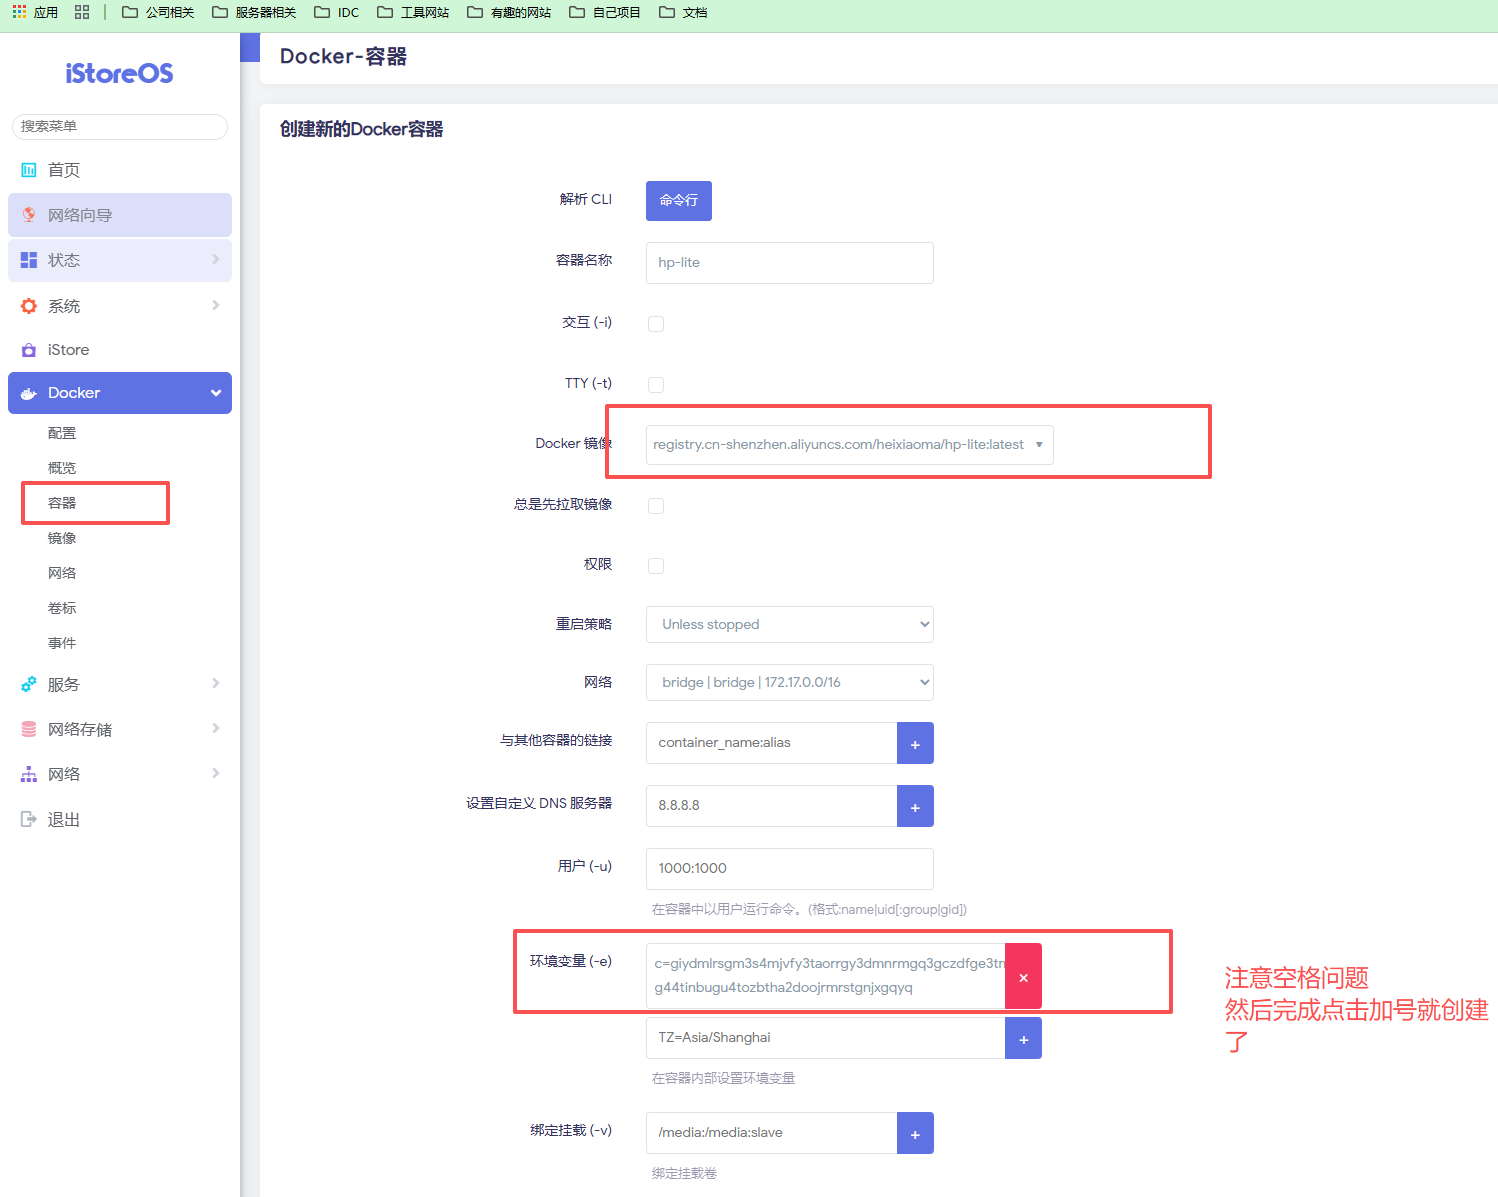 应用
公司相关
服务器相关
IDC
工具网站
有趣的网站
自己项目
文档
iStoreOS
搜索菜单
首页
网络向导
状态
系统
iStore
Docker
配置
概览
容器
镜像
网络
卷标
事件
服务
网络存储
网络
退出
Docker-容器
创建新的Docker容器
解析 CLI
命令行
容器名称
hp-lite
交互 (-i)
TTY (-t)
Docker 镜像
registry.cn-shenzhen.aliyuncs.com/heixiaoma/hp-lite:latest
总是先拉取镜像
权限
重启策略
Unless stopped
网络
bridge | bridge | 172.17.0.0/16
与其他容器的链接
container_name:alias
+
设置自定义 DNS 服务器
8.8.8.8
+
用户 (-u)
1000:1000
在容器中以用户运行命令。(格式:name|uid[:group|gid])
环境变量 (-e)
c=giydmlrsgm3s4mjvfy3taorrgy3dmnrmgq3gczdfge3tn
g44tinbugu4tozbtha2doojrmrstgnjxgqyq
×
TZ=Asia/Shanghai
+
在容器内部设置环境变量
绑定挂载 (-v)
/media:/media:slave
+
绑定挂载卷
注意空格问题
然后完成点击加号就创建
了